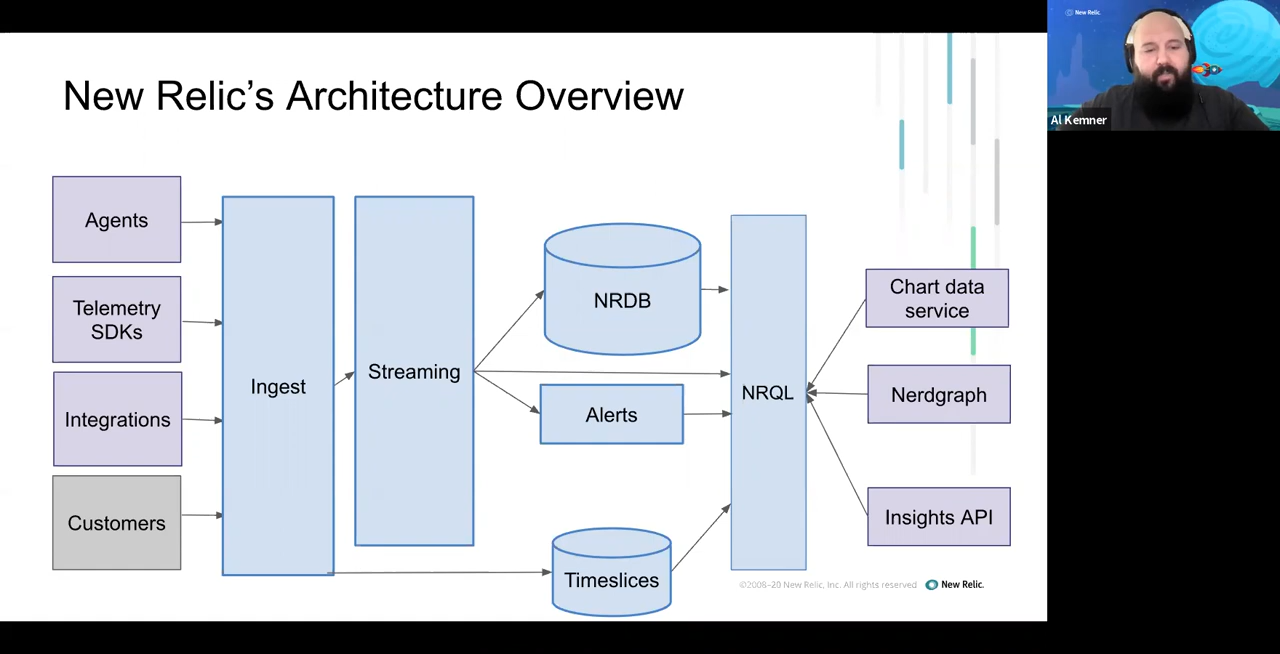 New Relic.
Al Kemner
New Relic's Architecture Overview
Agents
Telemetry
SDKs
Integrations
Customers
Ingest
Streaming
NRDB
Alerts
Timeslices
NRQL
Chart data
service
Nerdgraph
Insights API
©2008–20 New Relic, Inc. All rights reserved
New Relic.